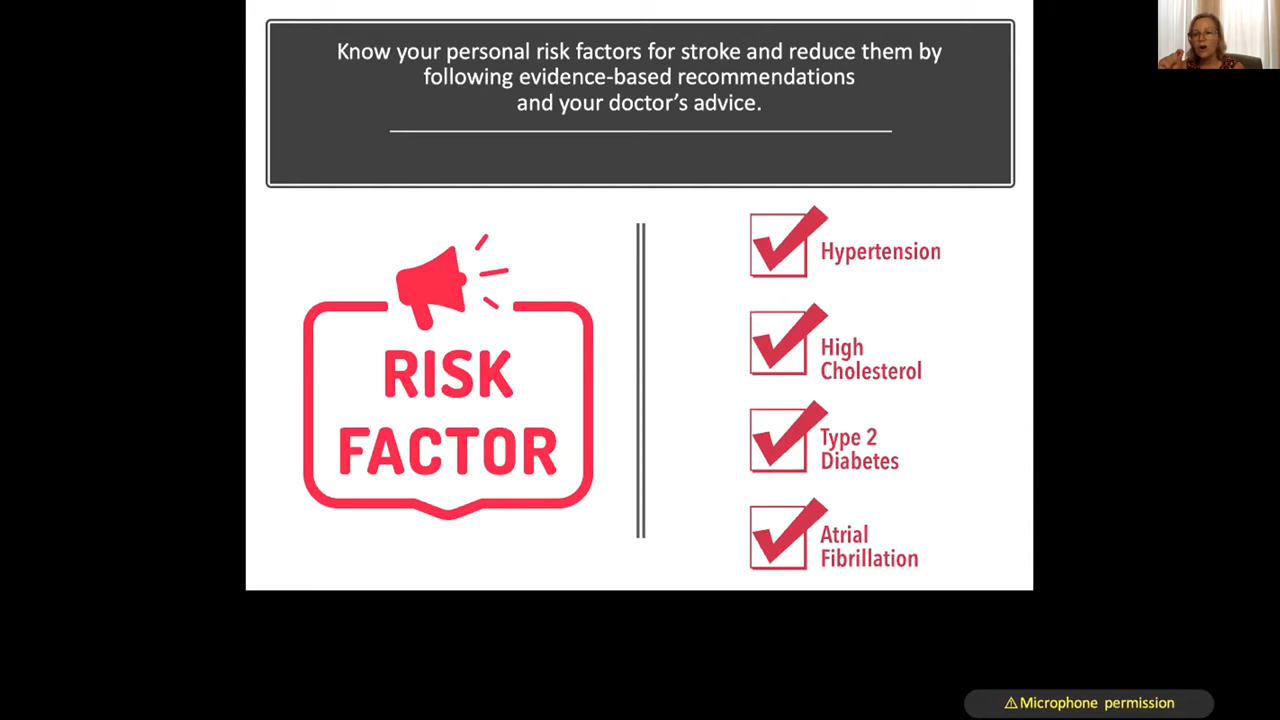 Know your personal risk factors for stroke and reduce them by
following evidence-based recommendations
and your doctor’s advice.
RISK
FACTOR
Hypertension
High
Cholesterol
Type 2
Diabetes
Atrial
Fibrillation
⚠Microphone permission